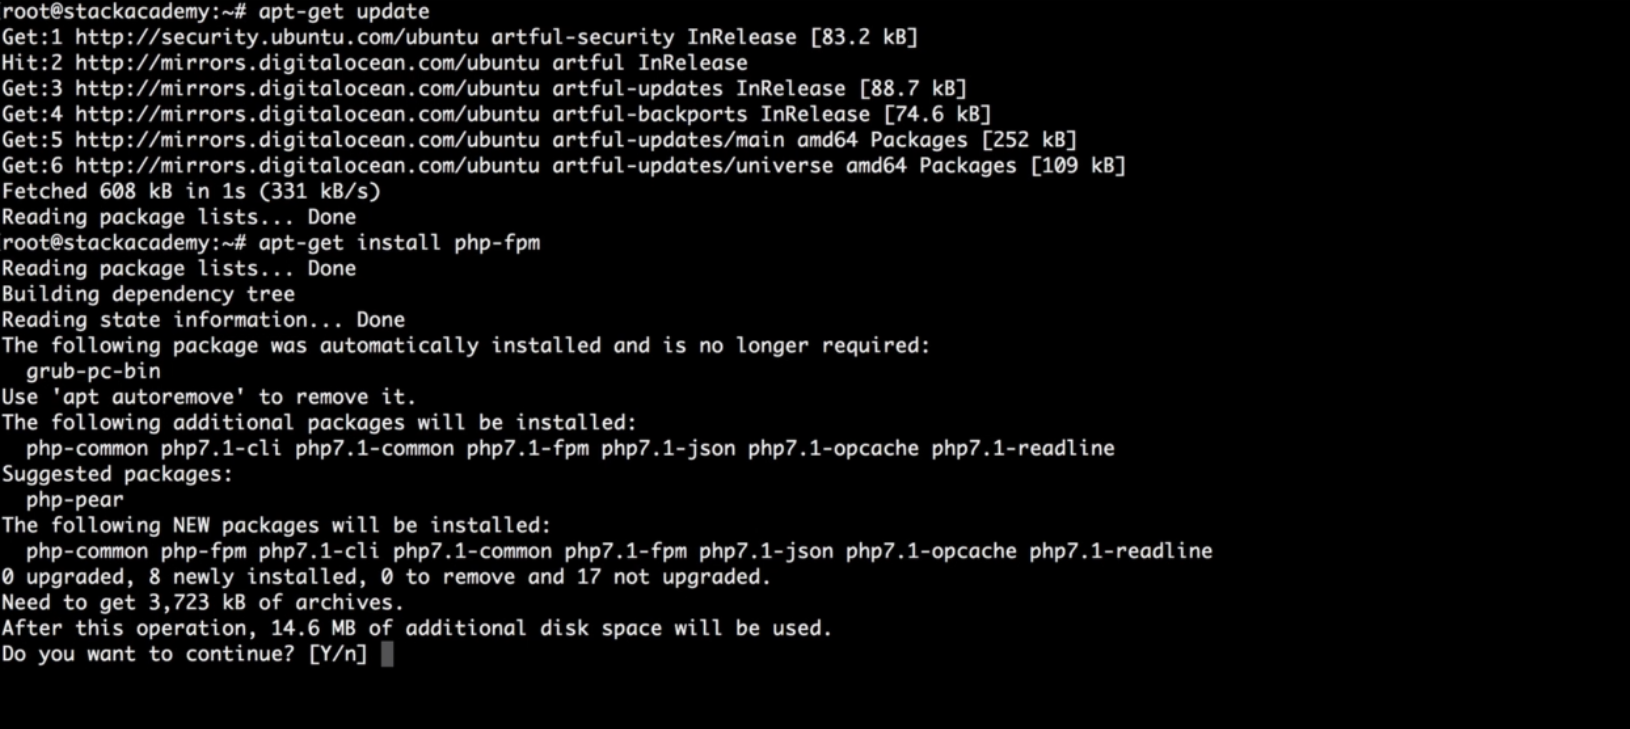 root@stackacademy:~# apt-get update
Get:1 http://security.ubuntu.com/ubuntu artful-security InRelease [83.2 kB]
Hit:2 http://mirrors.digitalocean.com/ubuntu artful InRelease
Get:3 http://mirrors.digitalocean.com/ubuntu artful-updates InRelease [88.7 kB]
Get:4 http://mirrors.digitalocean.com/ubuntu artful-backports InRelease [74.6 kB]
Get:5 http://mirrors.digitalocean.com/ubuntu artful-updates/main amd64 Packages [252 kB]
Get:6 http://mirrors.digitalocean.com/ubuntu artful-updates/universe amd64 Packages [109 kB]
Fetched 608 kB in 1s (331 kB/s)
Reading package lists... Done
root@stackacademy:~# apt-get install php-fpm
Reading package lists... Done
Building dependency tree
Reading state information... Done
The following package was automatically installed and is no longer required:
  grub-pc-bin
Use 'apt autoremove' to remove it.
The following additional packages will be installed:
  php-common php7.1-cli php7.1-common php7.1-fpm php7.1-json php7.1-opcache php7.1-readline
Suggested packages:
  php-pear
The following NEW packages will be installed:
  php-common php-fpm php7.1-cli php7.1-common php7.1-fpm php7.1-json php7.1-opcache php7.1-readline
0 upgraded, 8 newly installed, 0 to remove and 17 not upgraded.
Need to get 3,723 kB of archives.
After this operation, 14.6 MB of additional disk space will be used.
Do you want to continue? [Y/n]